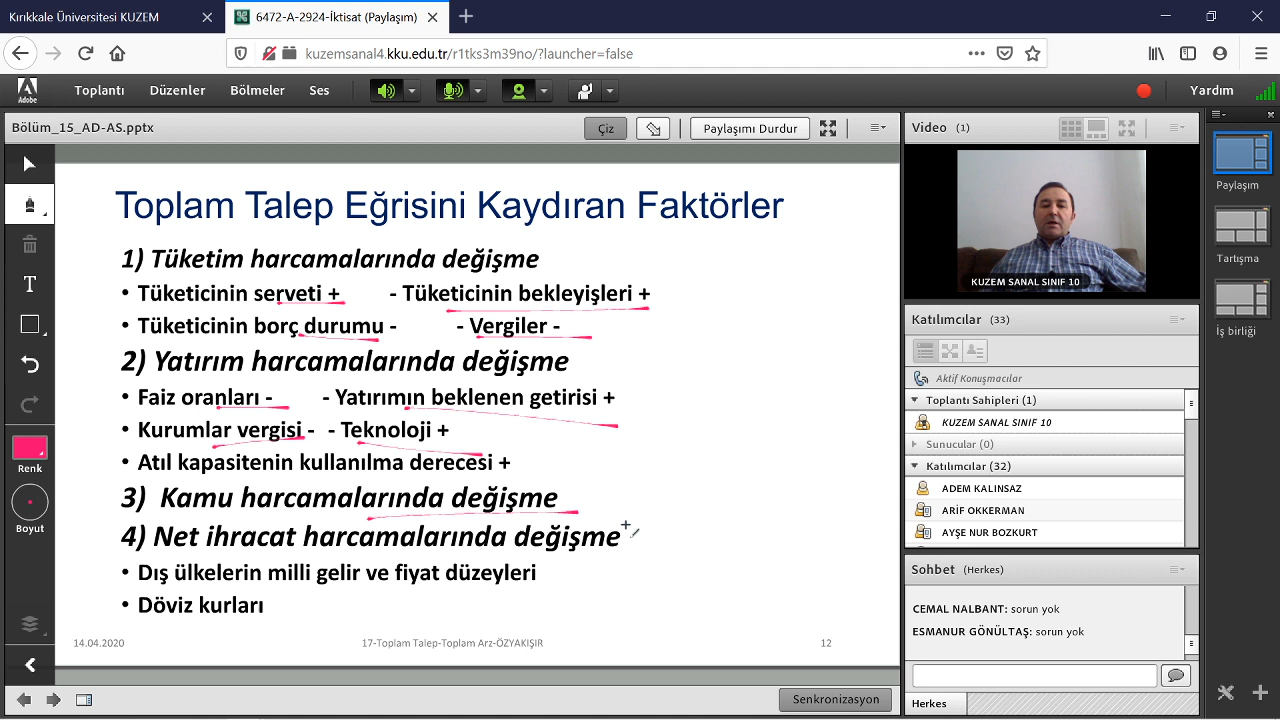 Kırıkkale Üniversitesi KUZEM
6472-A-2924-İktisat (Paylaşım)
kuzemsanal4.kku.edu.tr/r1tks3m39no/?launcher=false
Adobe
Toplantı Düzenler Bölmeler Ses Yardım
Bölüm_15_AD-AS.pptx
Çiz
Paylaşımı Durdur
Toplam Talep Eğrisini Kaydıran Faktörler
1) Tüketim harcamalarında değişme
• Tüketicinin serveti + - Tüketicinin bekleyişleri +
• Tüketicinin borç durumu - - Vergiler -
2) Yatırım harcamalarında değişme
• Faiz oranları - - Yatırımın beklenen getirisi +
• Kurumlar vergisi - - Teknoloji +
• Atıl kapasitenin kullanılma derecesi +
3) Kamu harcamalarında değişme
4) Net ihracat harcamalarında değişme
• Dış ülkelerin milli gelir ve fiyat düzeyleri
• Döviz kurları
14.04.2020
17-Toplam Talep-Toplam Arz-ÖZYAKIŞIR
12
T
Renk
Boyut
Senkronizasyon
Video (1)
KUZEM SANAL SINIF 10
Katılımcılar (33)
Aktif Konuşmacılar
Toplantı Sahipleri (1)
KUZEM SANAL SINIF 10
Sunucular (0)
Katılımcılar (32)
ADEM KALINSAZ
ARİF OKKERMAN
AYŞE NUR BOZKURT
Sohbet (Herkes)
CEMAL NALBANT: sorun yok
ESMANUR GÖNÜLTAŞ: sorun yok
Herkes
Paylaşım
Tartışma
İş birliği